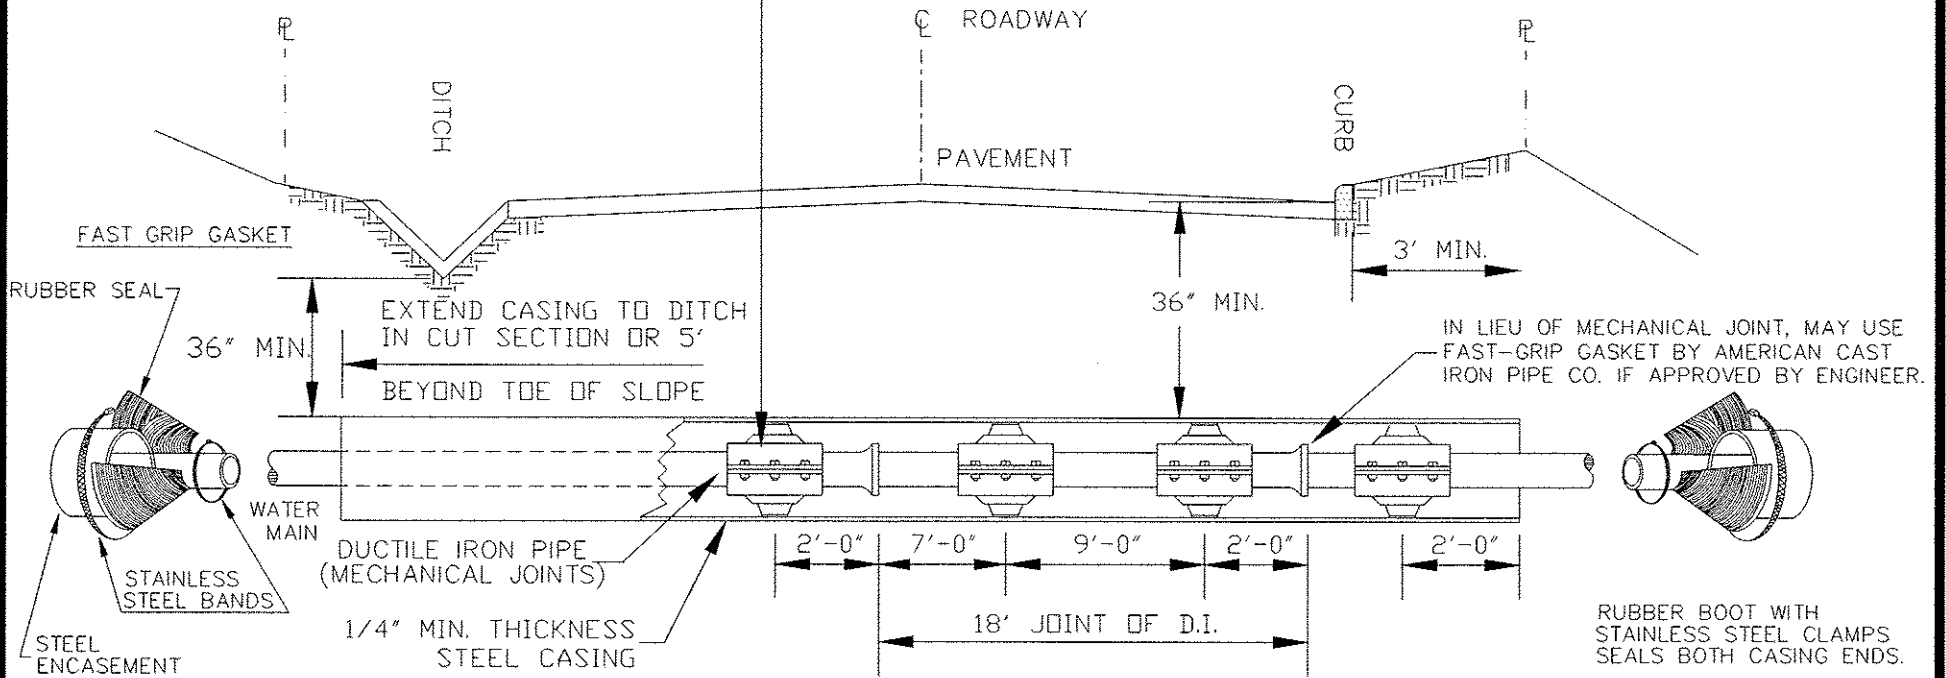 ℄ ROADWAY
PL
PL
DITCH
CURB
PAVEMENT
FAST GRIP GASKET
RUBBER SEAL
36" MIN.
EXTEND CASING TO DITCH
IN CUT SECTION OR 5'
BEYOND TOE OF SLOPE
36" MIN.
3' MIN.
IN LIEU OF MECHANICAL JOINT, MAY USE
FAST-GRIP GASKET BY AMERICAN CAST
IRON PIPE CO. IF APPROVED BY ENGINEER.
WATER
MAIN
DUCTILE IRON PIPE
(MECHANICAL JOINTS)
2'-0"
7'-0"
9'-0"
2'-0"
2'-0"
STAINLESS
STEEL BANDS
1/4" MIN. THICKNESS
STEEL CASING
18' JOINT OF D.I.
STEEL
ENCASEMENT
RUBBER BOOT WITH
STAINLESS STEEL CLAMPS
SEALS BOTH CASING ENDS.